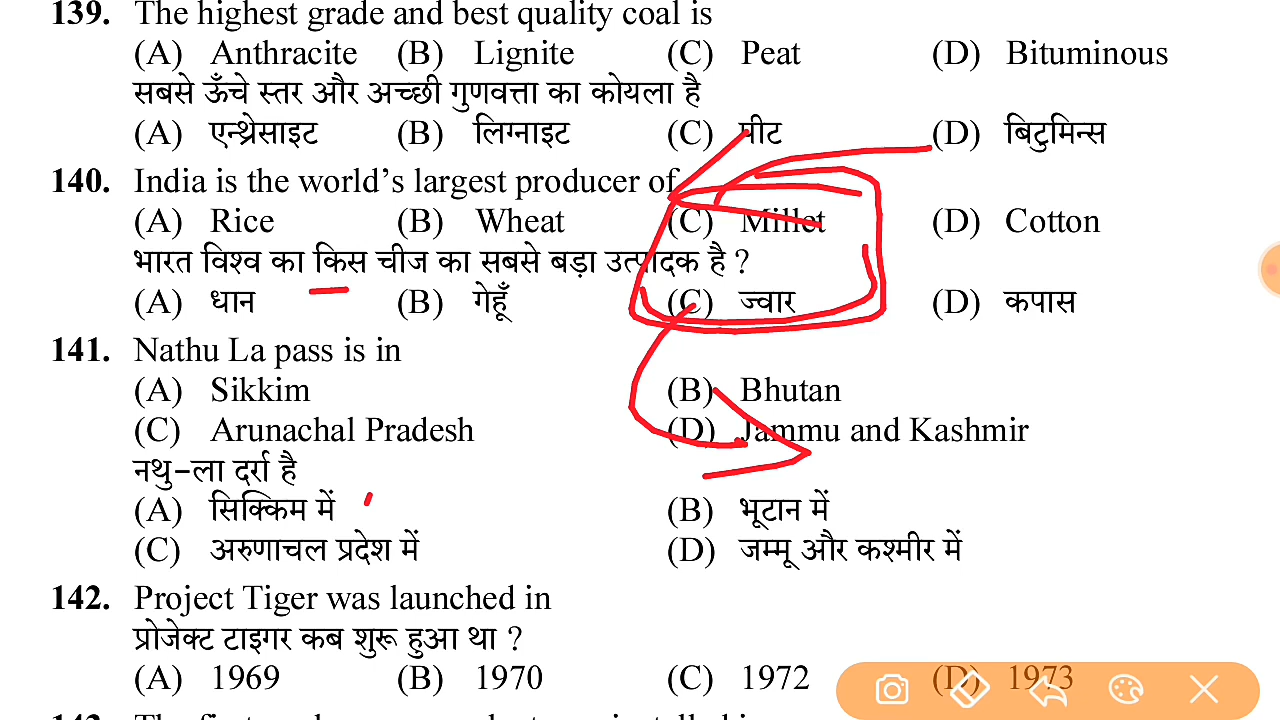 139. The highest grade and best quality coal is
(A) Anthracite (B) Lignite (C) Peat (D) Bituminous
सबसे ऊँचे स्तर और अच्छी गुणवत्ता का कोयला है
(A) एन्थ्रेसाइट (B) लिग्नाइट (C) पीट (D) बिटुमिन्स
140. India is the world's largest producer of
(A) Rice (B) Wheat (C) Millet (D) Cotton
भारत विश्व का किस चीज का सबसे बड़ा उत्पादक है ?
(A) धान (B) गेहूँ (C) ज्वार (D) कपास
141. Nathu La pass is in
(A) Sikkim (B) Bhutan
(C) Arunachal Pradesh (D) Jammu and Kashmir
नथु-ला दर्रा है
(A) सिक्किम में (B) भूटान में
(C) अरुणाचल प्रदेश में (D) जम्मू और कश्मीर में
142. Project Tiger was launched in
प्रोजेक्ट टाइगर कब शुरू हुआ था ?
(A) 1969 (B) 1970 (C) 1972 (D) 1973